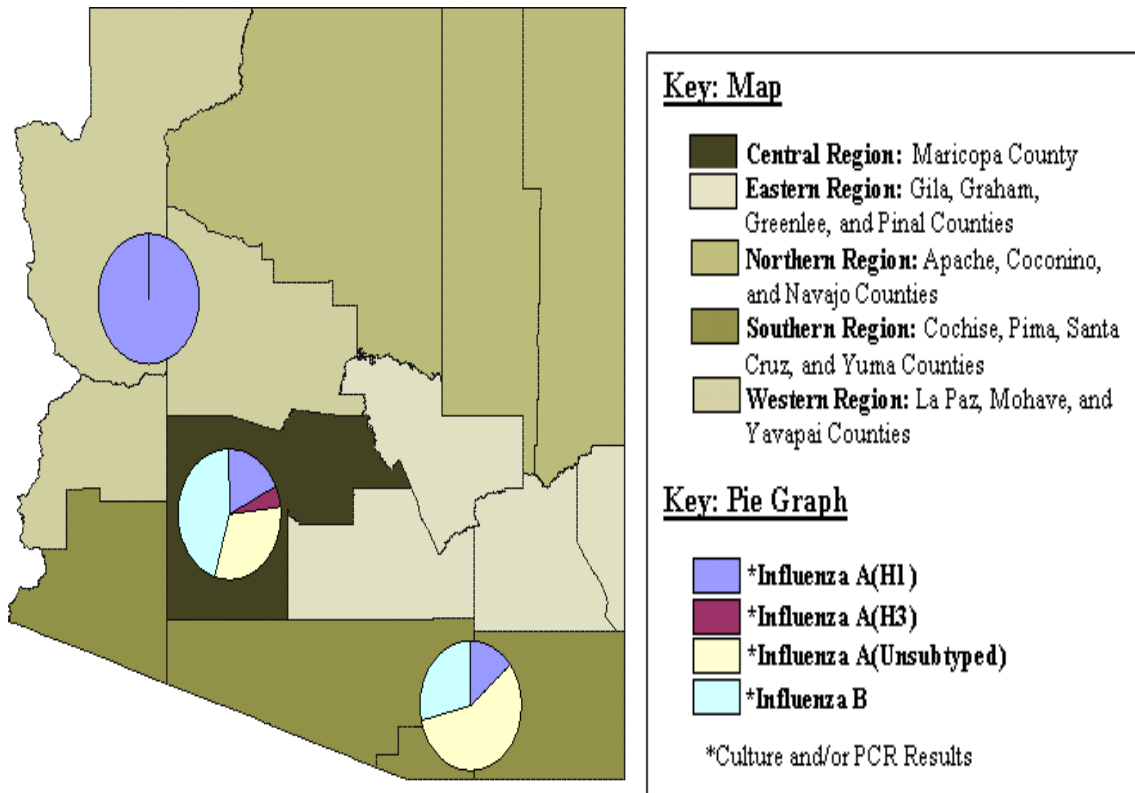 Key: Map
Central Region: Maricopa County
Eastern Region: Gila, Graham,
Greenlee, and Pinal Counties
Northern Region: Apache, Coconino,
and Navajo Counties
Southern Region: Cochise, Pima, Santa
Cruz, and Yuma Counties
Western Region: La Paz, Mohave, and
Yavapai Counties
Key: Pie Graph
*Influenza A(H1)
*Influenza A(H3)
*Influenza A(Unsubtyped)
*Influenza B
*Culture and/or PCR Results